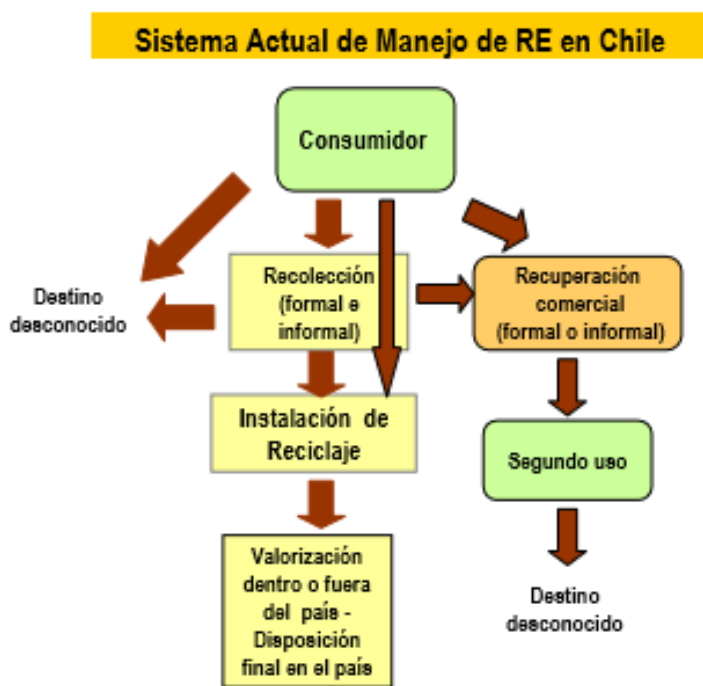 Sistema Actual de Manejo de RE en Chile
Consumidor
Destino
desconocido
Recolección
(formal e
informal)
Recuperación
comercial
(formal o informal)
Instalación de
Reciclaje
Segundo uso
Valorización
dentro o fuera
del país -
Disposición
final en el país
Destino
desconocido